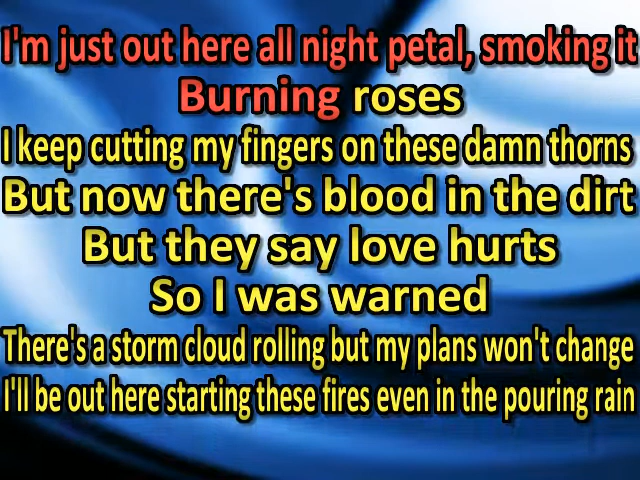 I'm just out here all night petal, smoking it
Burning roses
I keep cutting my fingers on these damn thorns
But now there's blood in the dirt
But they say love hurts
So I was warned
There's a storm cloud rolling but my plans won't change
I'll be out here starting these fires even in the pouring rain